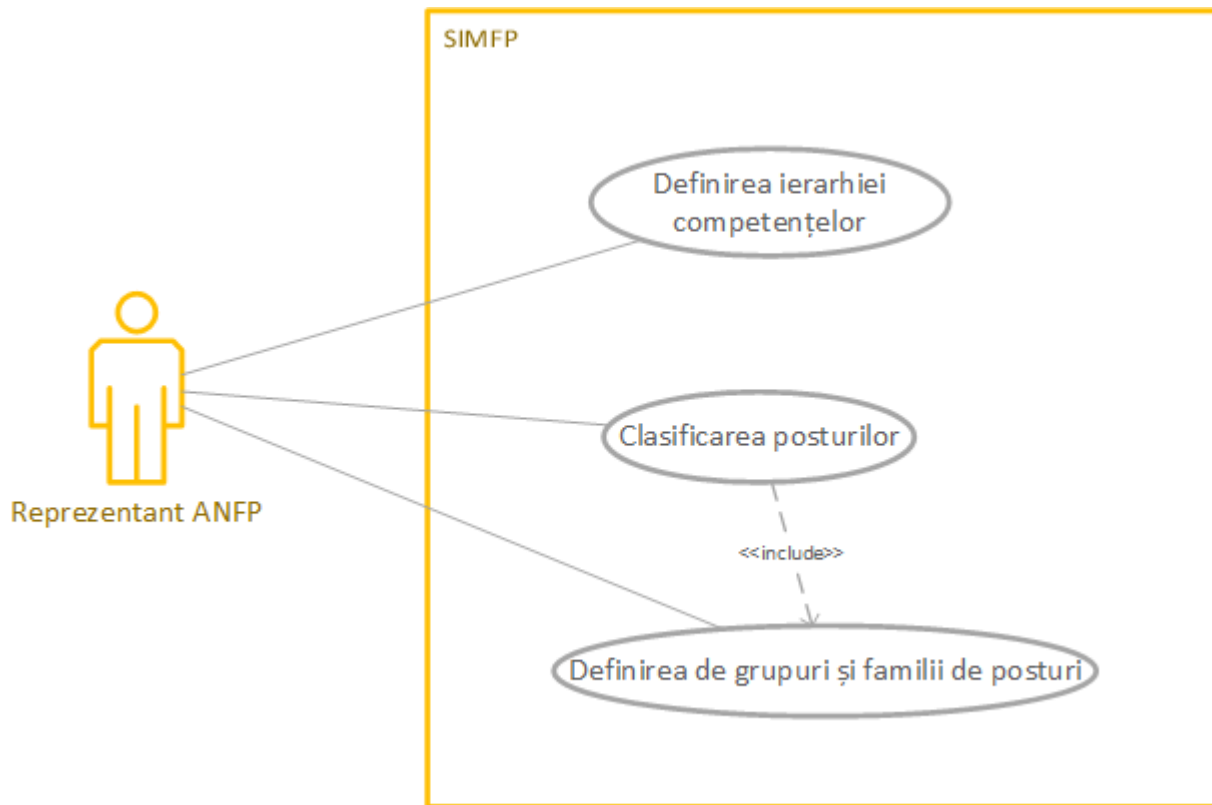 SIMFP
Definirea ierarhiei
competențelor
Clasificarea posturilor
Reprezentant ANFP
<<include>>
Definirea de grupuri și familii de posturi